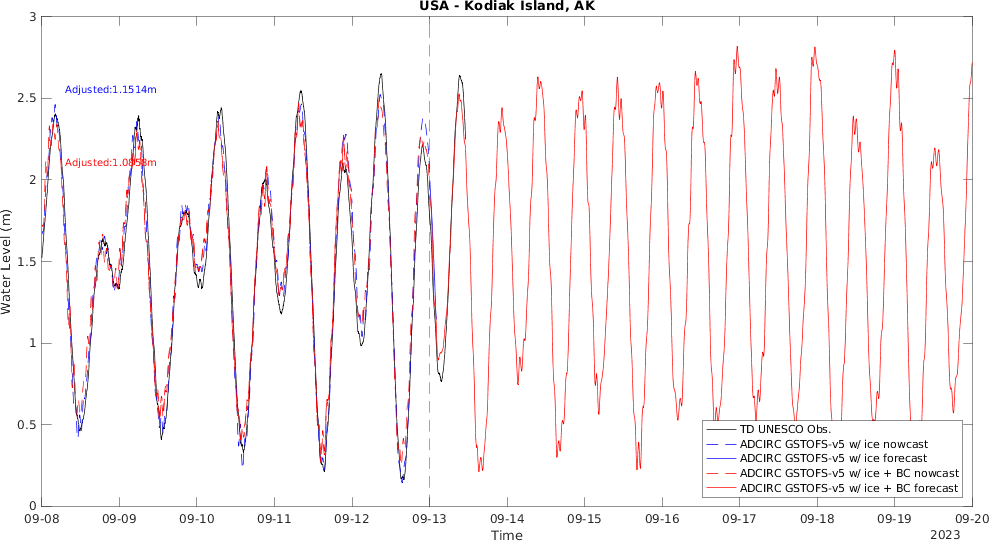 USA - Kodiak Island, AK
3
2.5
2
1.5
1
0.5
0
Water Level (m)
Adjusted:1.1514m
Adjusted:1.0858m
TD UNESCO Obs.
ADCIRC GSTOFS-v5 w/ ice nowcast
ADCIRC GSTOFS-v5 w/ ice forecast
ADCIRC GSTOFS-v5 w/ ice + BC nowcast
ADCIRC GSTOFS-v5 w/ ice + BC forecast
09-08 09-09 09-10 09-11 09-12 09-13 09-14 09-15 09-16 09-17 09-18 09-19 09-20
Time
2023